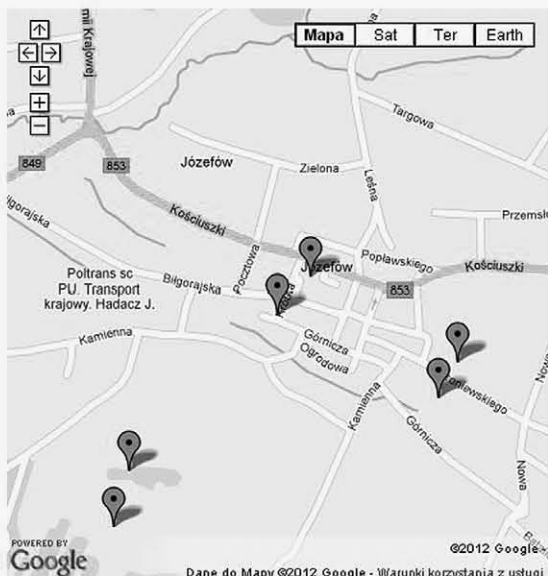 Mapa Sat Ter Earth
Krajowej
Targowa
849
853
Józefów
Zielona
Leśna
Kościuszki
Pocztowa
Popławskiego
Józefów
Kościuszki
853
Biłgorajska
Poltrans sc
PU. Transport
krajowy. Hadacz J.
Kamienna
Górnicza
Ogrodowa
Kamienna
Górnicza
Nowa
POWERED BY
Google
©2012 Google -
Dane do Mapy ©2012 Google - Warunki korzystania z usługi